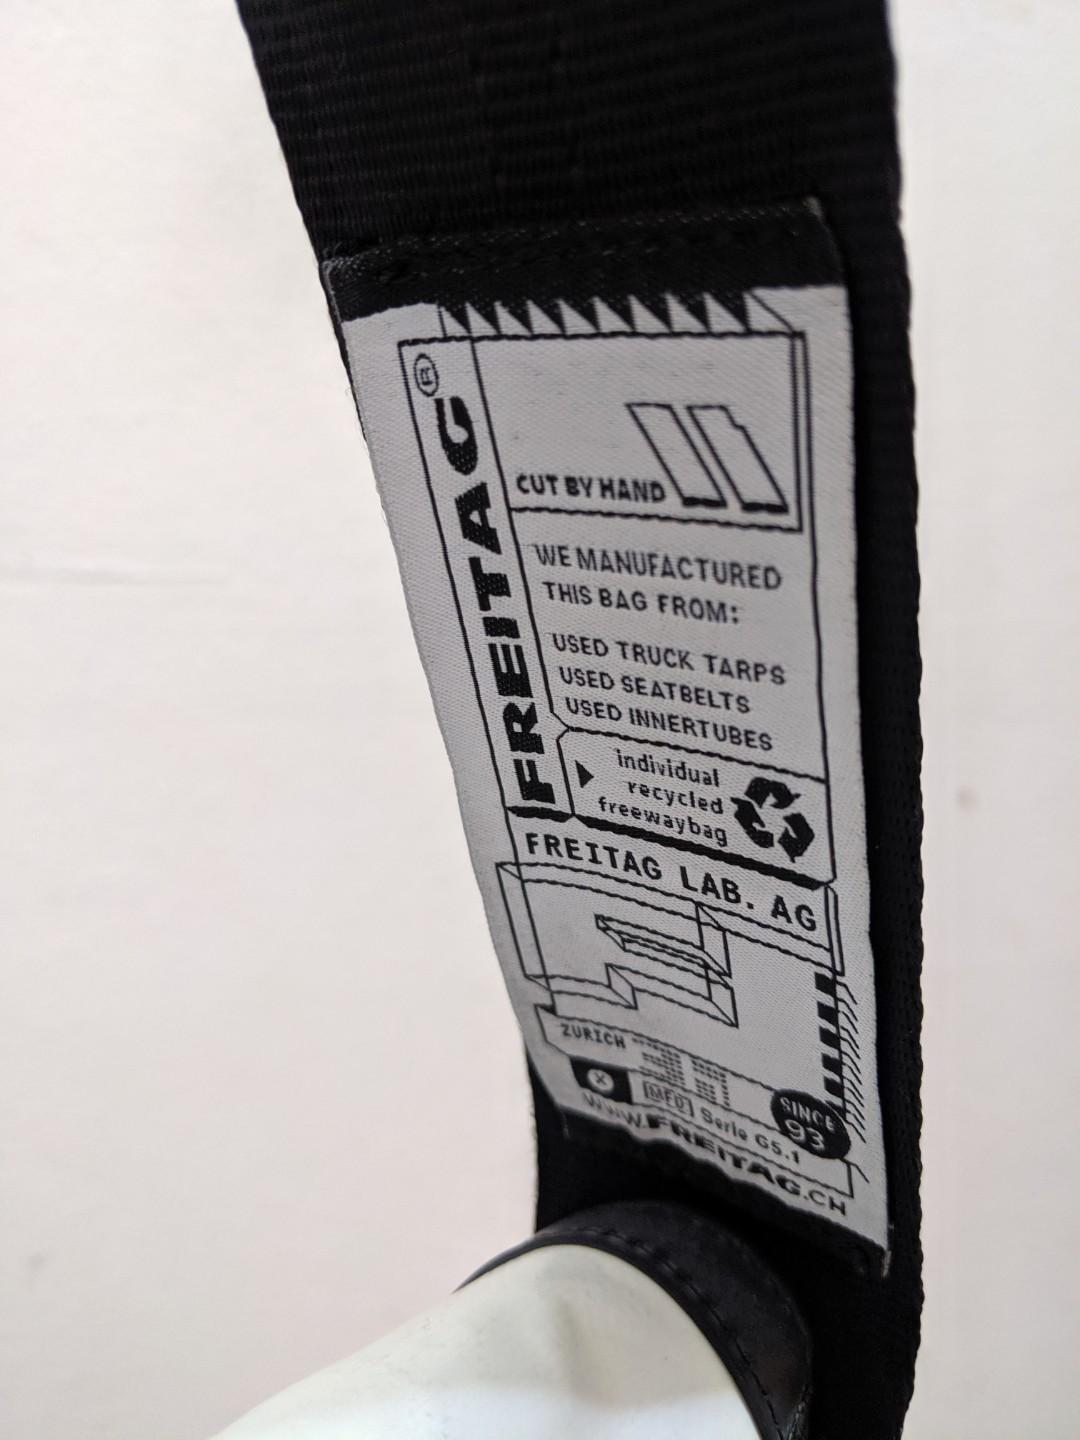 FREITAG®
CUT BY HAND
WE MANUFACTURED
THIS BAG FROM:
USED TRUCK TARPS
USED SEATBELTS
USED INNERTUBES
individual
recycled
freewaybag
FREITAG LAB. AG
ZURICH
MFD Serie G5.1
SINCE
93
WWW.FREITAG.CH